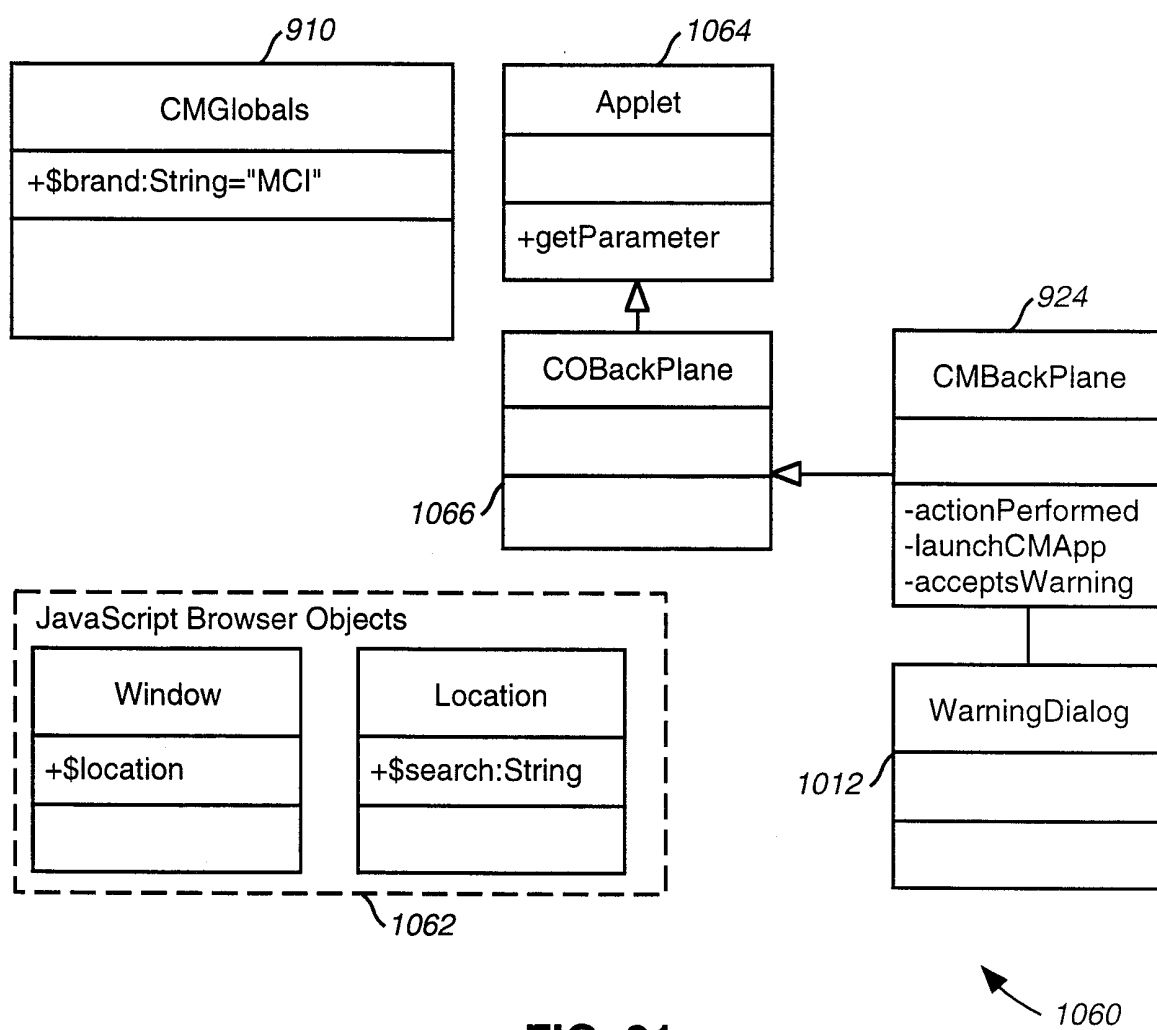 910
CMGlobals
+$brand:String="MCI"
1064
Applet
+getParameter
COBackPlane
1066
924
CMBackPlane
-actionPerformed
-launchCMApp
-acceptsWarning
JavaScript Browser Objects
Window
+$location
Location
+$search:String
1062
WarningDialog
1012
1060